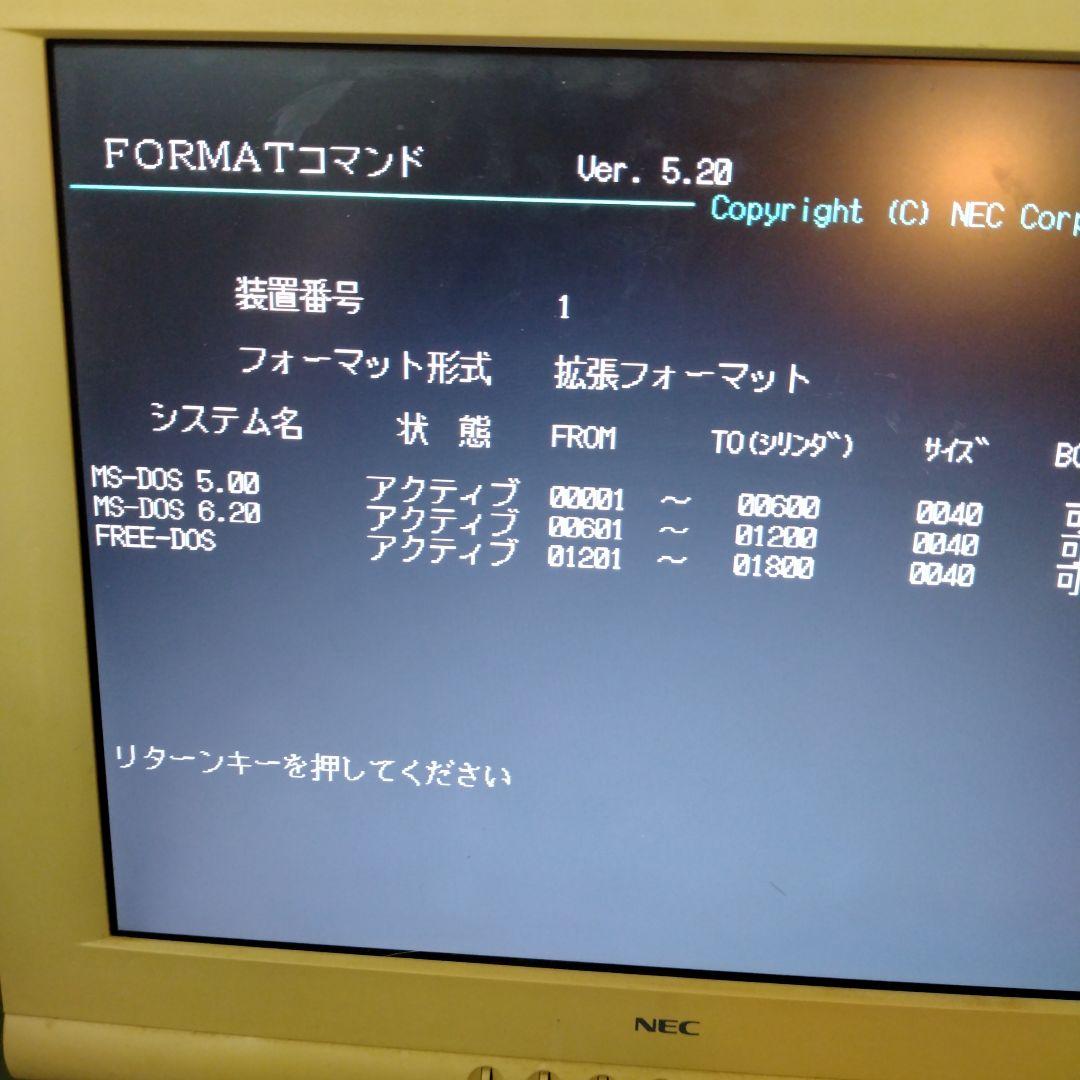 FORMATコマンド Ver. 5.20
Copyright (C) NEC Corp
装置番号 1
フォーマット形式 拡張フォーマット
システム名 状 態 FROM TO(シリンダ) サイズ BO
MS-DOS 5.00 アクティブ 00001 ～ 00600 0040 可
MS-DOS 6.20 アクティブ 00601 ～ 01200 0040 可
FREE-DOS アクティブ 01201 ～ 01800 0040 可
リターンキーを押してください
NEC